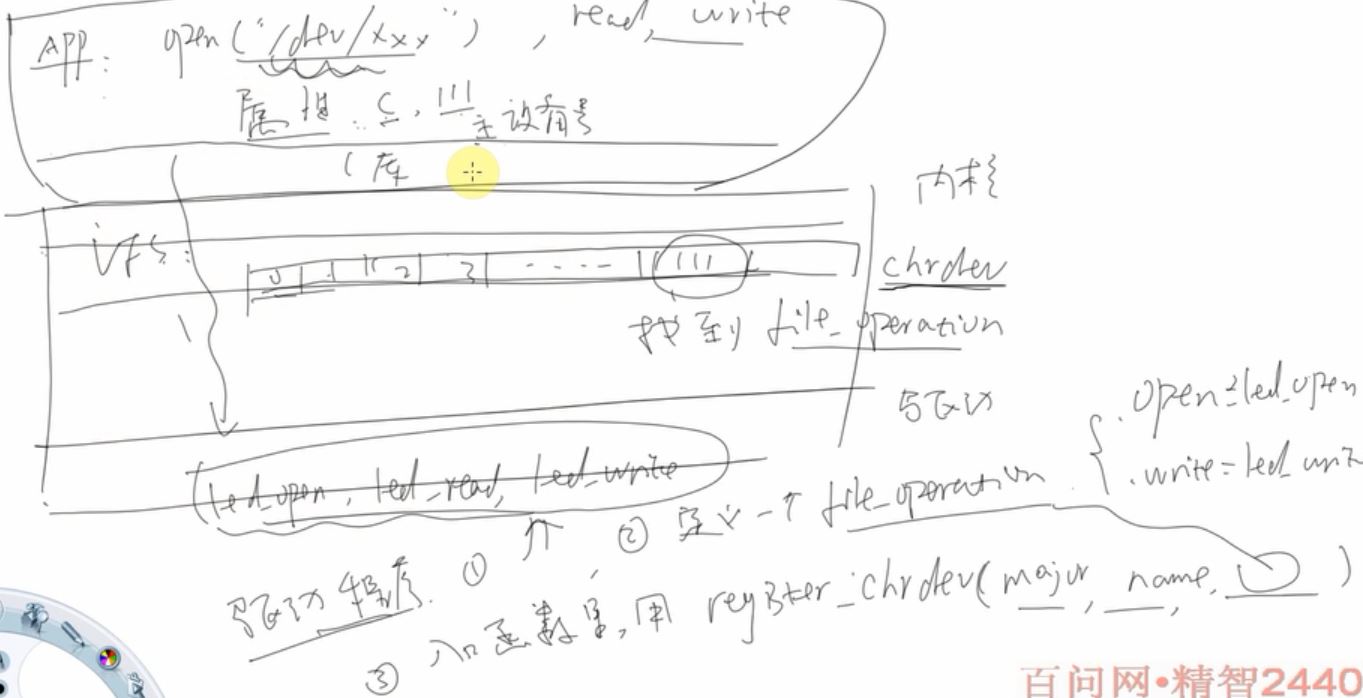 APP: open("/dev/xxx"), read, write
属性: c, 111 主设备号
C库
内核
VFS:
0 1 2 3 ..... 111
chrdev
找到 file_operation
驱动
led_open, led_read, led_write
.open=led_open
.write=led_writ
驱动程序. ① ② 定义一个 file_operation
③ 入口函数里, 用 register_chrdev(major, name, )
百问网•精智2440